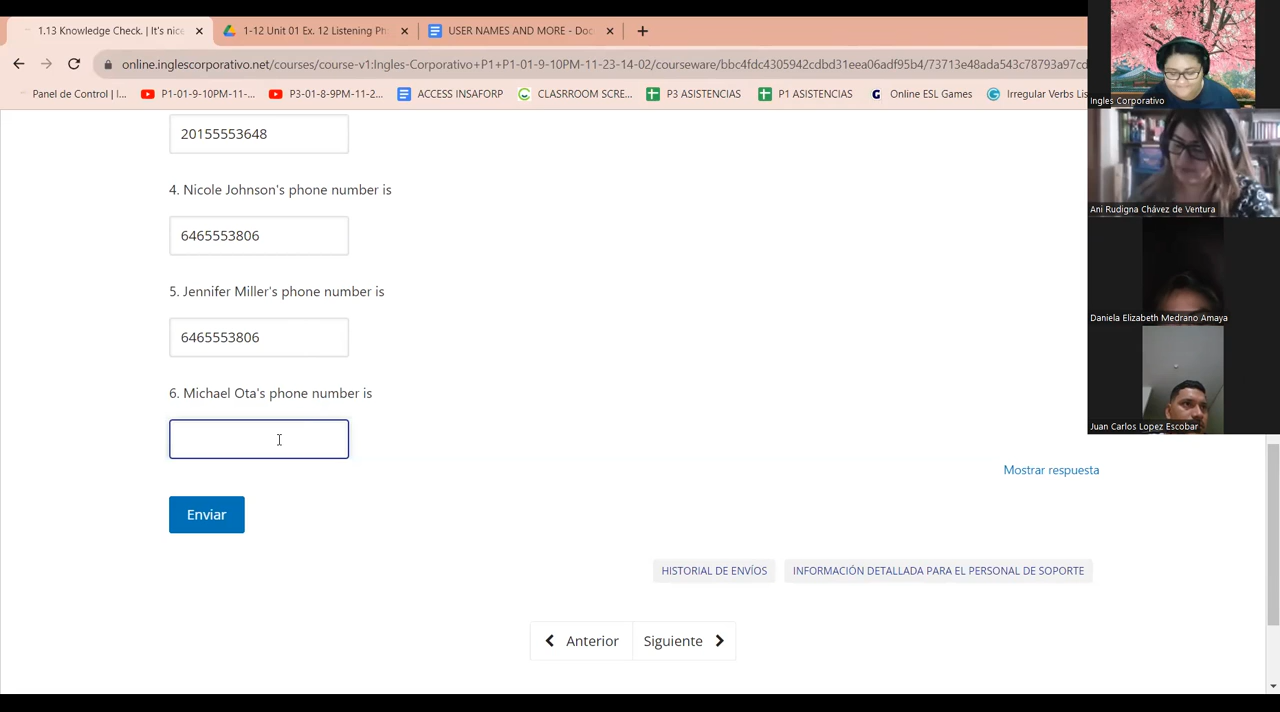 1.13 Knowledge Check. | It's nice
1-12 Unit 01 Ex. 12 Listening Ph
USER NAMES AND MORE - Doc
online.inglescorporativo.net/courses/course-v1:Ingles-Corporativo+P1+P1-01-9-10PM-11-23-14-02/courseware/bbc4fdc4305942cdbd31eea06adf95b4/73713e48ada543c78793a97cd
Panel de Control | I...
P1-01-9-10PM-11-...
P3-01-8-9PM-11-2...
ACCESS INSAFORP
CLASRROOM SCRE...
P3 ASISTENCIAS
P1 ASISTENCIAS
Online ESL Games
Irregular Verbs Lis
Ingles Corporativo
20155553648
4. Nicole Johnson's phone number is
Ani Rudigna Chávez de Ventura
6465553806
5. Jennifer Miller's phone number is
Daniela Elizabeth Medrano Amaya
6465553806
6. Michael Ota's phone number is
Juan Carlos Lopez Escobar
Mostrar respuesta
Enviar
HISTORIAL DE ENVÍOS
INFORMACIÓN DETALLADA PARA EL PERSONAL DE SOPORTE
Anterior
Siguiente